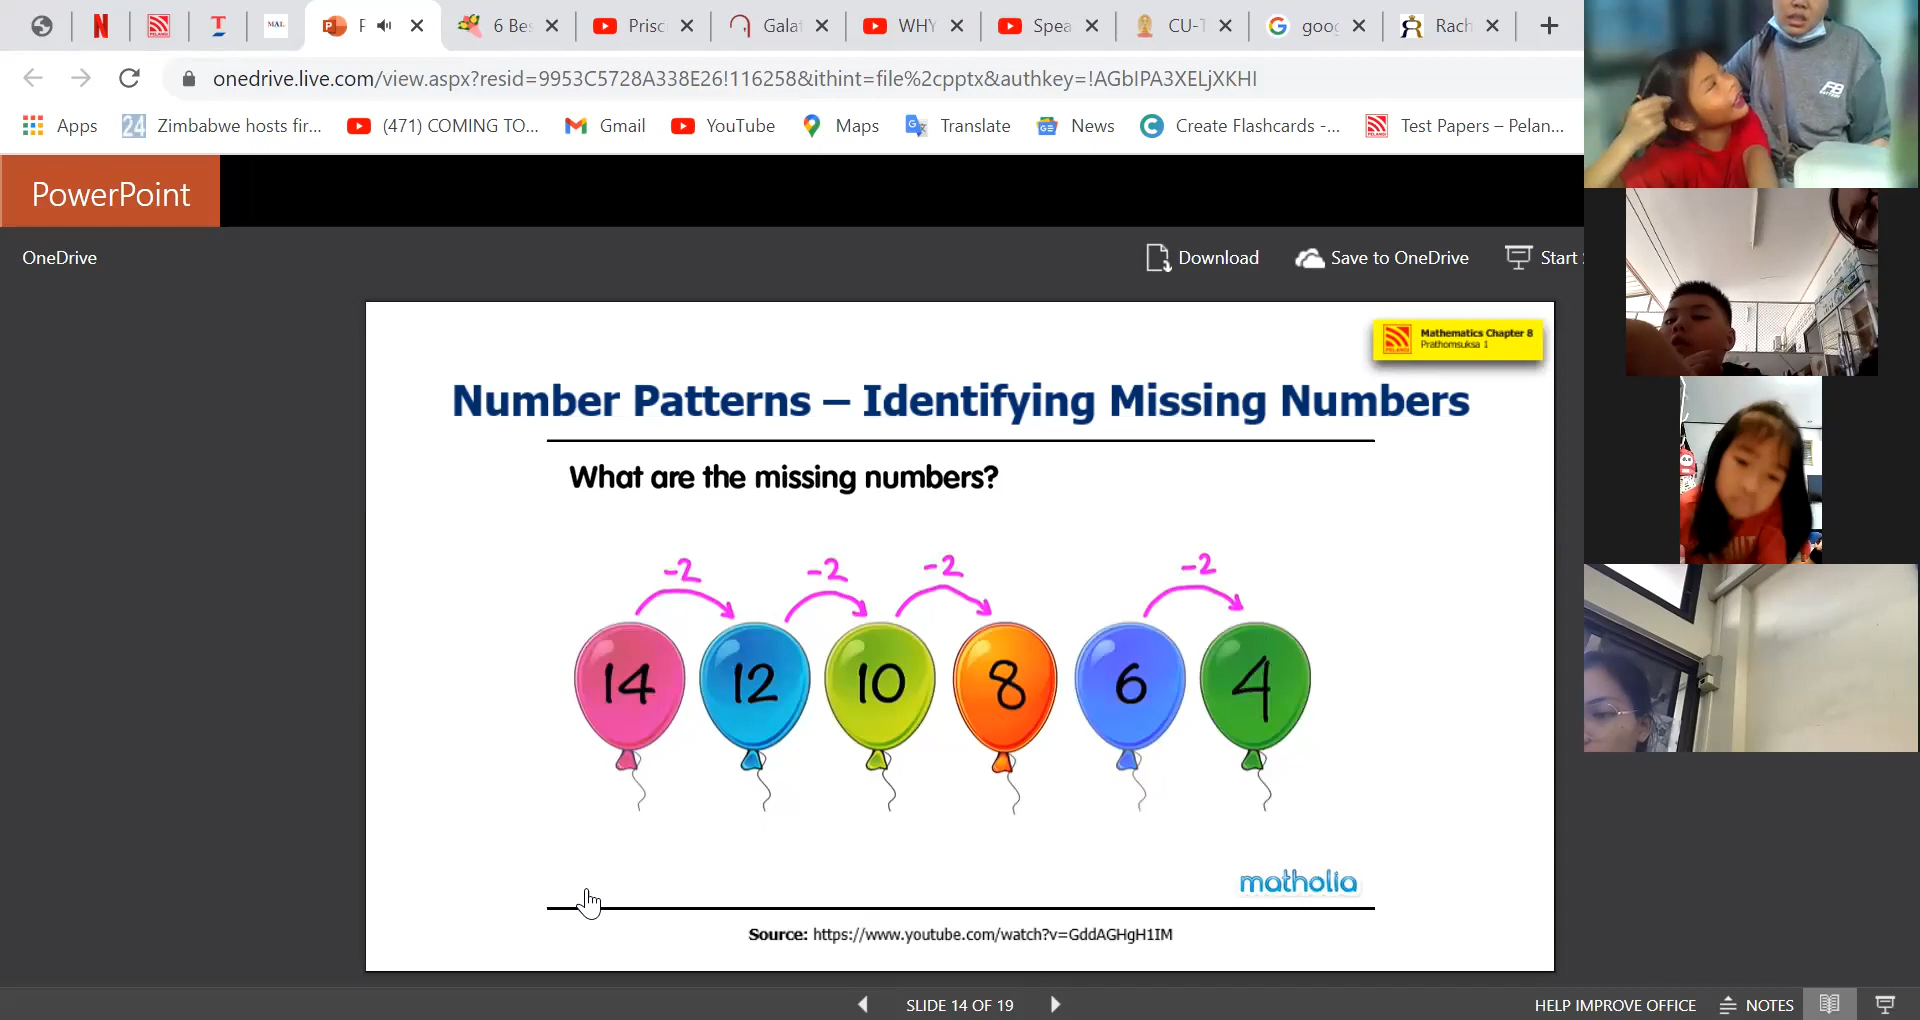 MAL
P
6 Bes
Prisc
Gala
WHY
Spea
CU-T
goo
Rach
onedrive.live.com/view.aspx?resid=9953C5728A338E26!116258&ithint=file%2cpptx&authkey=!AGbIPA3XELjXKHI
Apps
24 Zimbabwe hosts fir...
(471) COMING TO...
Gmail
YouTube
Maps
Translate
News
Create Flashcards -...
Test Papers – Pelan...
PowerPoint
OneDrive
Download
Save to OneDrive
Start
Mathematics Chapter 8
Prathomsuksa 1
Number Patterns – Identifying Missing Numbers
What are the missing numbers?
-2 -2 -2 -2
14 12 10 8 6 4
matholia
Source: https://www.youtube.com/watch?v=GddAGHgH1IM
SLIDE 14 OF 19
HELP IMPROVE OFFICE
NOTES